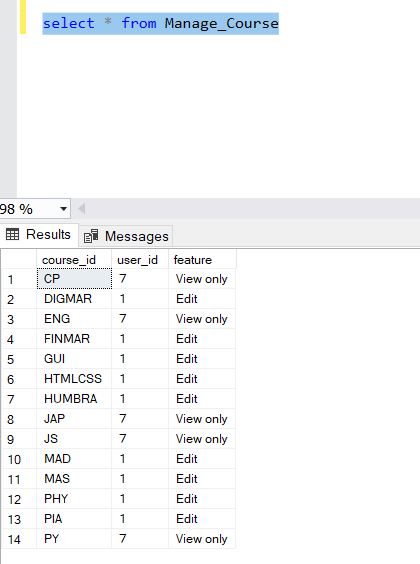 select * from Manage_Course
98 %
Results Messages
course_id user_id feature
1 CP 7 View only
2 DIGMAR 1 Edit
3 ENG 7 View only
4 FINMAR 1 Edit
5 GUI 1 Edit
6 HTMLCSS 1 Edit
7 HUMBRA 1 Edit
8 JAP 7 View only
9 JS 7 View only
10 MAD 1 Edit
11 MAS 1 Edit
12 PHY 1 Edit
13 PIA 1 Edit
14 PY 7 View only